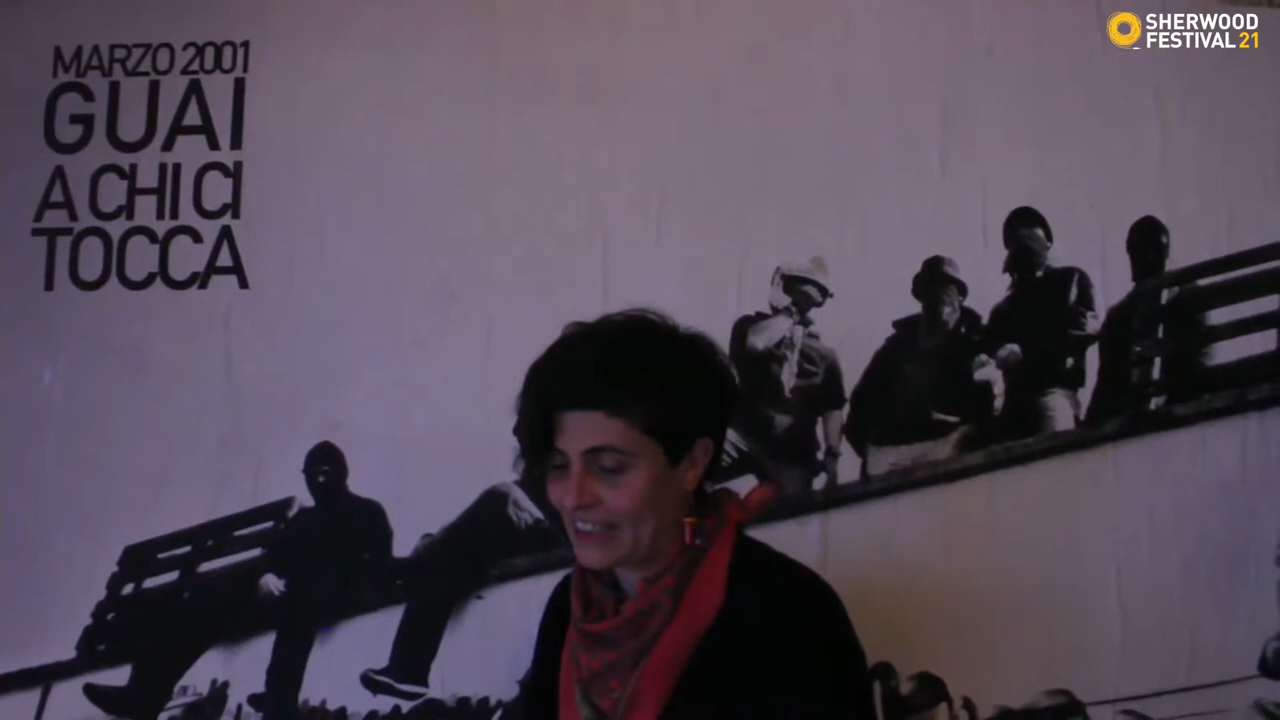 MARZO 2001
GUAI
A CHI CI
TOCCA
SHERWOOD
FESTIVAL 21